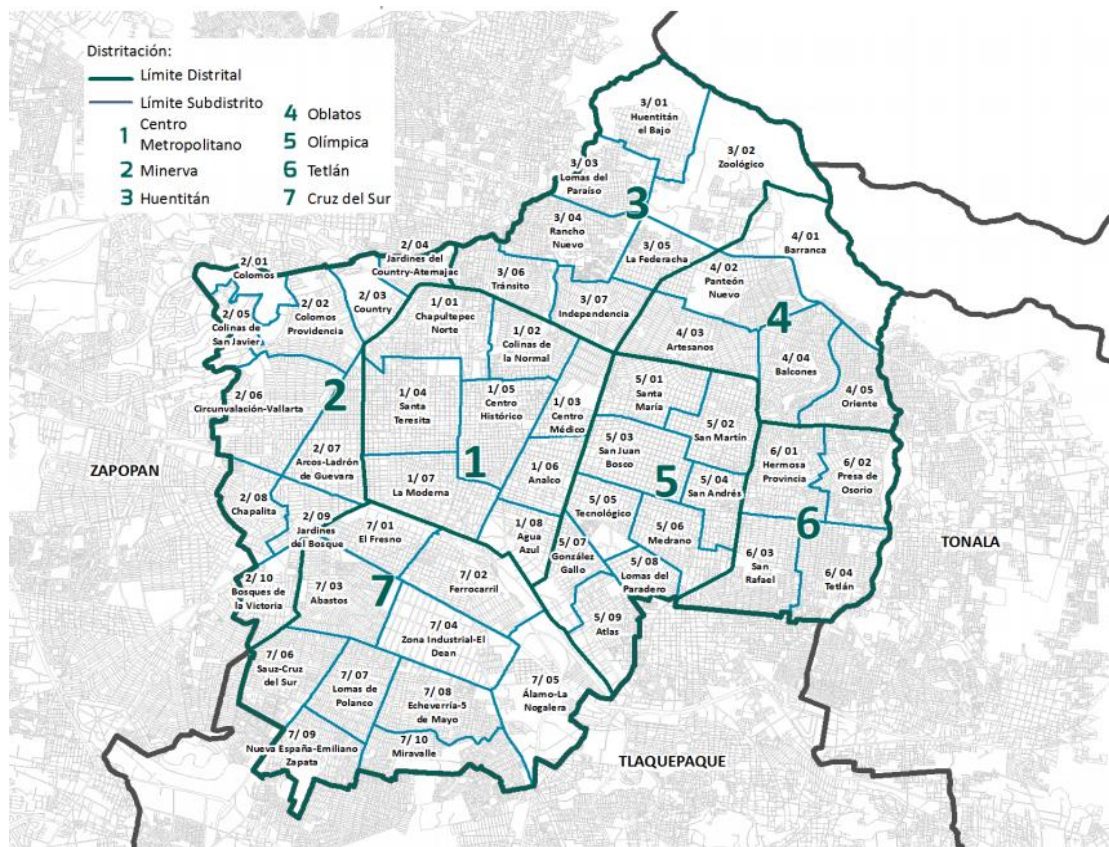 Distritación:
Límite Distrital
Límite Subdistrito
1 Centro
Metropolitano
2 Minerva
3 Huentitán
4 Oblatos
5 Olímpica
6 Tetlán
7 Cruz del Sur
3/ 01
Huentitán
el Bajo
3/ 02
Zoológico
3/ 03
Lomas del
Paraíso
3
3/ 04
Rancho
Nuevo
3/ 05
La Federacha
3/ 06
Tránsito
3/ 07
Independencia
4/ 01
Barranca
4/ 02
Panteón
Nuevo
4
4/ 03
Artesanos
4/ 04
Balcones
4/ 05
Oriente
2/ 04
Jardines del
Country-Atemajac
2/ 01
Colomos
2/ 02
Colomos
Providencia
2/ 03
Country
2/ 05
Colinas de
San Javier
2/ 06
Circunvalación-Vallarta
2
2/ 07
Arcos-Ladrón
de Guevara
2/ 08
Chapalita
2/ 09
Jardines
del Bosque
2/ 10
Bosques de
la Victoria
1/ 01
Chapultepec
Norte
1/ 02
Colinas de
la Normal
1/ 03
Centro
Médico
1/ 04
Santa
Teresita
1/ 05
Centro
Histórico
1
1/ 06
Analco
1/ 07
La Moderna
1/ 08
Agua
Azul
5/ 01
Santa
María
5/ 02
San Martín
5/ 03
San Juan
Bosco
5
5/ 04
San Andrés
5/ 05
Tecnológico
5/ 06
Medrano
5/ 07
González
Gallo
5/ 08
Lomas del
Paradero
5/ 09
Atlas
6/ 01
Hermosa
Provincia
6/ 02
Presa de
Osorio
6
6/ 03
San
Rafael
6/ 04
Tetlán
7/ 01
El Fresno
7/ 02
Ferrocarril
7/ 03
Abastos
7
7/ 04
Zona Industrial-El
Dean
7/ 05
Álamo-La
Nogalera
7/ 06
Sauz-Cruz
del Sur
7/ 07
Lomas de
Polanco
7/ 08
Echeverría-5
de Mayo
7/ 09
Nueva España-Emiliano
Zapata
7/ 10
Miravalle
ZAPOPAN
TONALA
TLAQUEPAQUE